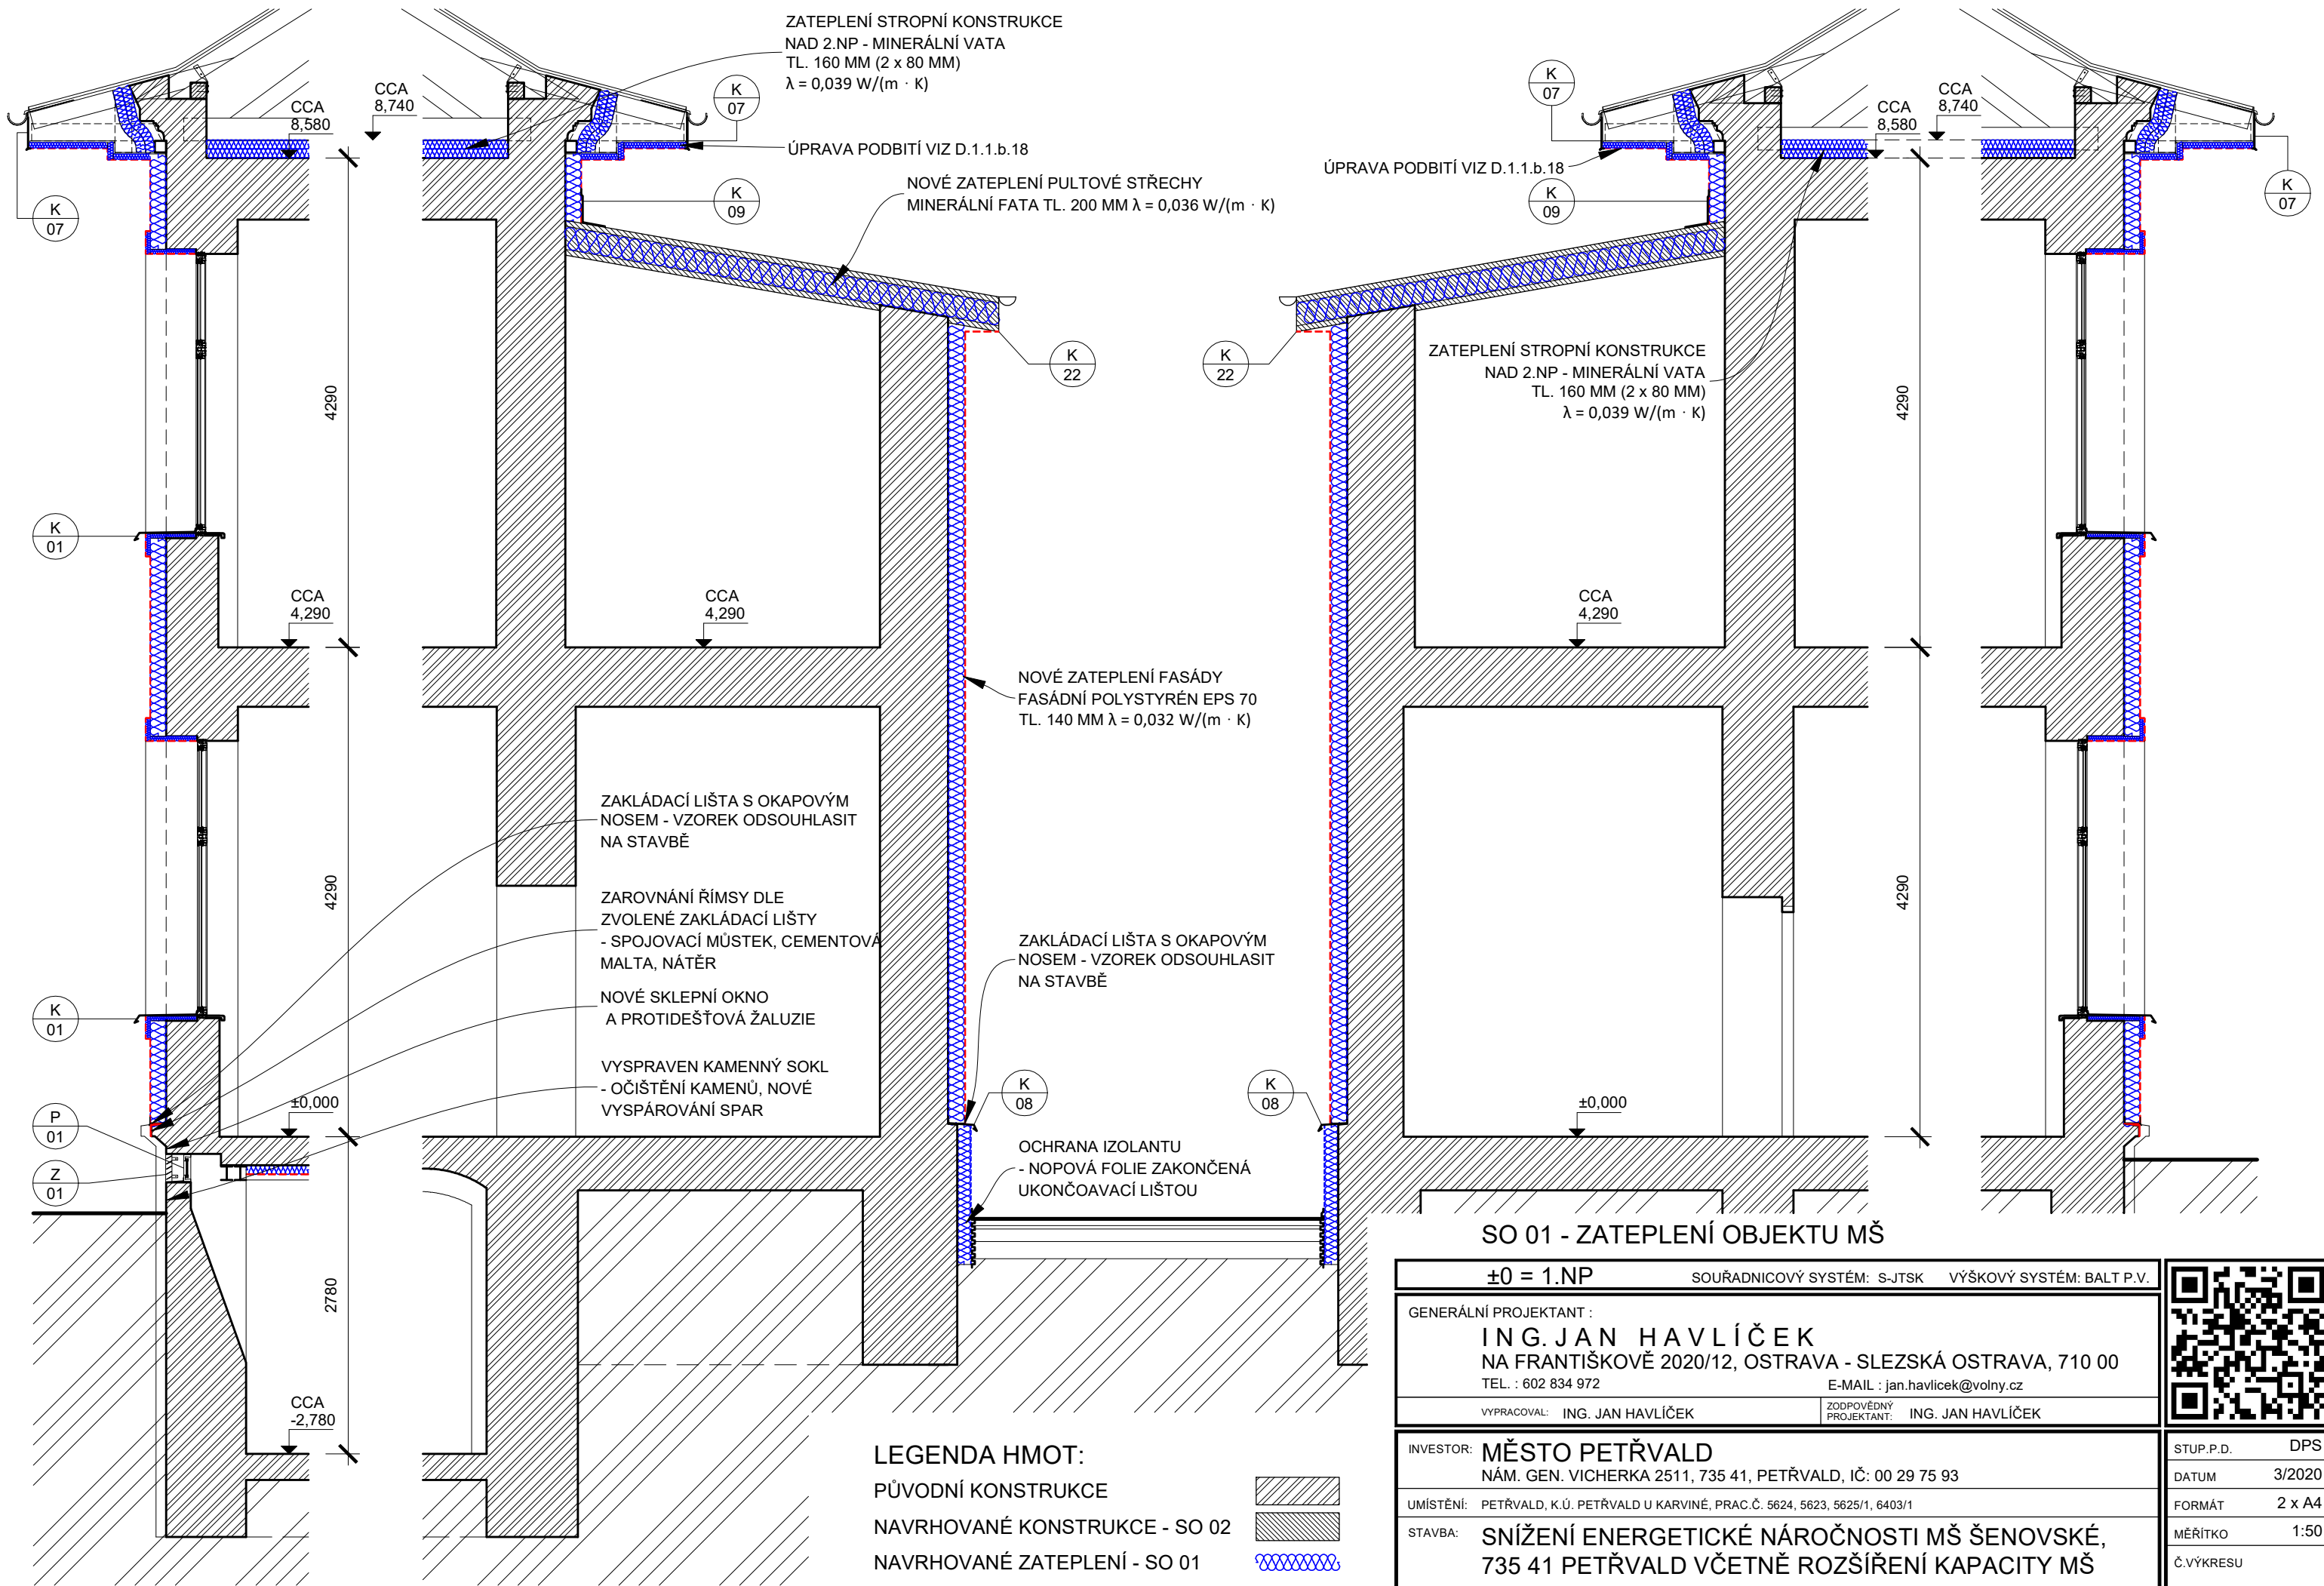 ZATEPLENÍ STROPNÍ KONSTRUKCE
NAD 2.NP - MINERÁLNÍ VATA
TL. 160 MM (2 x 80 MM)
λ = 0,039 W/(m · K)
CCA
8,580
CCA
8,740
K
07
ÚPRAVA PODBITÍ VIZ D.1.1.b.18
K
07
K
09
NOVÉ ZATEPLENÍ PULTOVÉ STŘECHY
MINERÁLNÍ FATA TL. 200 MM λ = 0,036 W/(m · K)
K
07
CCA
8,580
CCA
8,740
ÚPRAVA PODBITÍ VIZ D.1.1.b.18
K
09
K
07
K
22
K
22
ZATEPLENÍ STROPNÍ KONSTRUKCE
NAD 2.NP - MINERÁLNÍ VATA
TL. 160 MM (2 x 80 MM)
λ = 0,039 W/(m · K)
4290
4290
K
01
CCA
4,290
CCA
4,290
CCA
4,290
NOVÉ ZATEPLENÍ FASÁDY
FASÁDNÍ POLYSTYRÉN EPS 70
TL. 140 MM λ = 0,032 W/(m · K)
ZAKLÁDACÍ LIŠTA S OKAPOVÝM
NOSEM - VZOREK ODSOUHLASIT
NA STAVBĚ
4290
4290
ZAROVNÁNÍ ŘÍMSY DLE
ZVOLENÉ ZAKLÁDACÍ LIŠTY
- SPOJOVACÍ MŮSTEK, CEMENTOVÁ
MALTA, NÁTĚR
ZAKLÁDACÍ LIŠTA S OKAPOVÝM
NOSEM - VZOREK ODSOUHLASIT
NA STAVBĚ
K
01
NOVÉ SKLEPNÍ OKNO
A PROTIDEŠŤOVÁ ŽALUZIE
VYSPRAVEN KAMENNÝ SOKL
- OČIŠTĚNÍ KAMENŮ, NOVÉ
VYSPÁROVÁNÍ SPAR
K
08
K
08
P
01
±0,000
±0,000
Z
01
OCHRANA IZOLANTU
- NOPOVÁ FOLIE ZAKONČENÁ
UKONČOAVACÍ LIŠTOU
2780
CCA
-2,780
LEGENDA HMOT:
PŮVODNÍ KONSTRUKCE
NAVRHOVANÉ KONSTRUKCE - SO 02
NAVRHOVANÉ ZATEPLENÍ - SO 01
SO 01 - ZATEPLENÍ OBJEKTU MŠ
±0 = 1.NP SOUŘADNICOVÝ SYSTÉM: S-JTSK VÝŠKOVÝ SYSTÉM: BALT P.V.
GENERÁLNÍ PROJEKTANT :
ING. JAN HAVLÍČEK
NA FRANTIŠKOVĚ 2020/12, OSTRAVA - SLEZSKÁ OSTRAVA, 710 00
TEL. : 602 834 972 E-MAIL : jan.havlicek@volny.cz
VYPRACOVAL: ING. JAN HAVLÍČEK ZODPOVĚDNÝ PROJEKTANT: ING. JAN HAVLÍČEK
INVESTOR: MĚSTO PETŘVALD
NÁM. GEN. VICHERKA 2511, 735 41, PETŘVALD, IČ: 00 29 75 93
UMÍSTĚNÍ: PETŘVALD, K.Ú. PETŘVALD U KARVINÉ, PRAC.Č. 5624, 5623, 5625/1, 6403/1
STAVBA: SNÍŽENÍ ENERGETICKÉ NÁROČNOSTI MŠ ŠENOVSKÉ,
735 41 PETŘVALD VČETNĚ ROZŠÍŘENÍ KAPACITY MŠ
STUP.P.D. DPS
DATUM 3/2020
FORMÁT 2 x A4
MĚŘÍTKO 1:50
Č.VÝKRESU